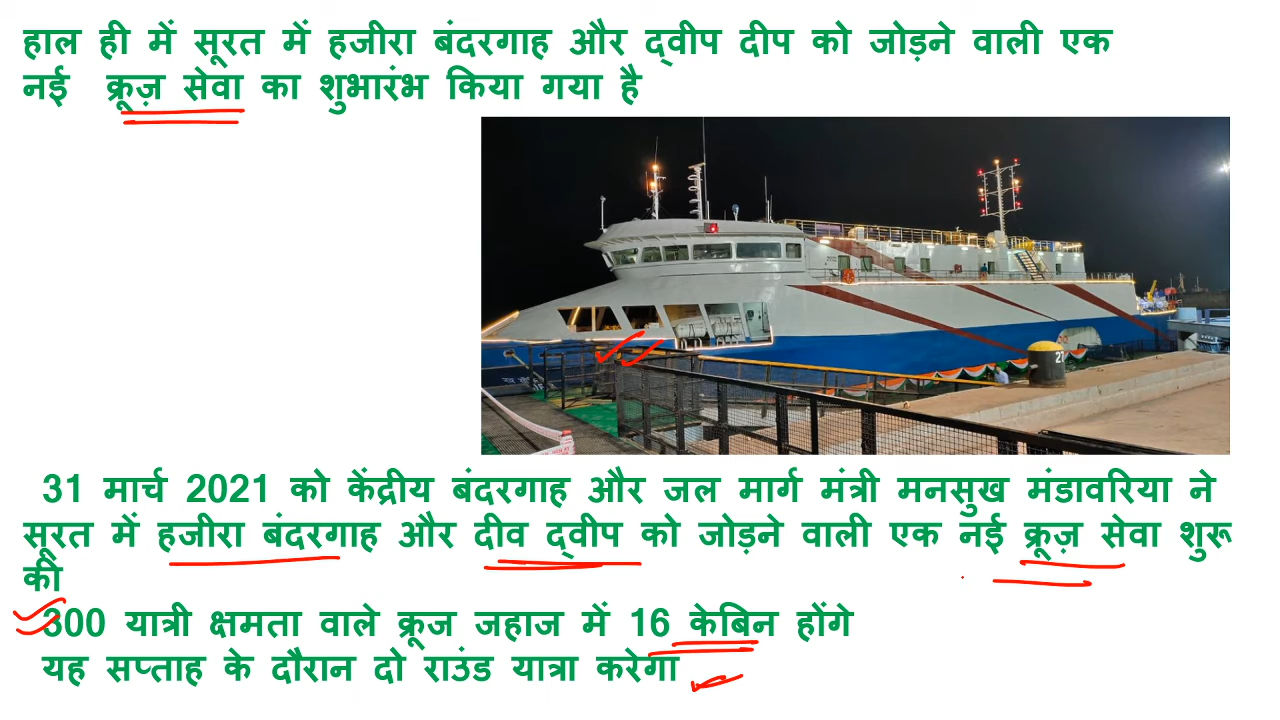 हाल ही में सूरत में हजीरा बंदरगाह और द्वीप दीप को जोड़ने वाली एक
नई क्रूज़ सेवा का शुभारंभ किया गया है
27
31 मार्च 2021 को केंद्रीय बंदरगाह और जल मार्ग मंत्री मनसुख मंडावरिया ने
सूरत में हजीरा बंदरगाह और दीव द्वीप को जोड़ने वाली एक नई क्रूज़ सेवा शुरू
की
300 यात्री क्षमता वाले क्रूज जहाज में 16 केबिन होंगे
यह सप्ताह के दौरान दो राउंड यात्रा करेगा